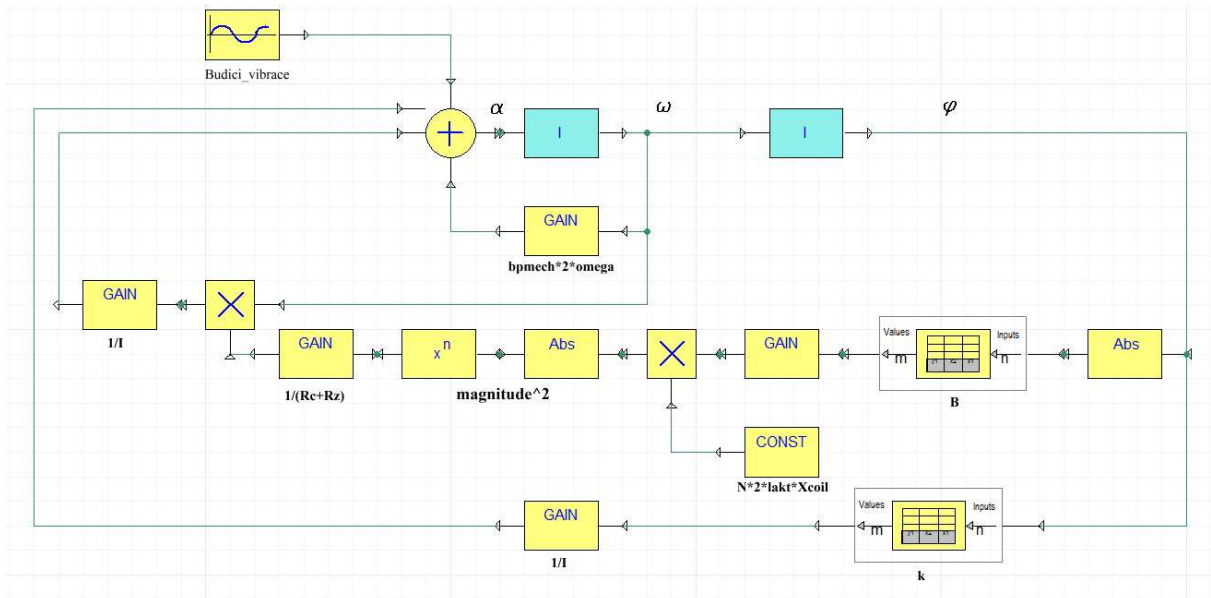 Budici_vibrace
α
ω
φ
+
I
I
GAIN
bpmech*2*omega
GAIN
1/I
×
GAIN
1/(Rc+Rz)
x^n
magnitude^2
Abs
×
GAIN
Values
m
Inputs
n
B
Abs
CONST
N*2*lakt*Xcoil
GAIN
1/I
Values
m
Inputs
n
k